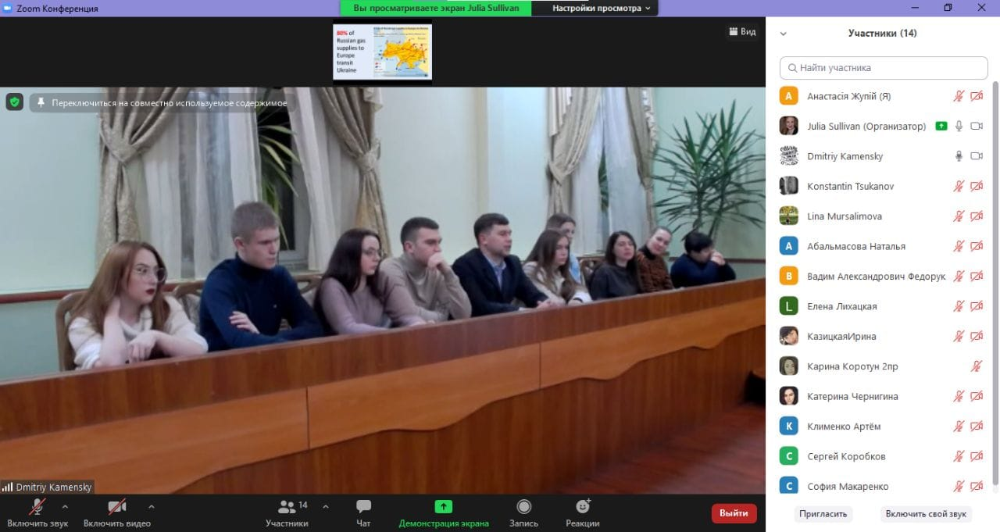 Zoom Конференция
Вы просматриваете экран Julia Sullivan
Настройки просмотра
80% of
Russian gas
supplies to
Europe
transit
Ukraine
Вид
Переключиться на совместно используемое содержимое
Dmitriy Kamensky
Включить звук
Включить видео
14
Участники
Чат
Демонстрация экрана
Запись
Реакции
Выйти
Участники (14)
Найти участника
А Анастасія Жупій (Я)
Julia Sullivan (Организатор)
Dmitriy Kamensky
Konstantin Tsukanov
Lina Mursalimova
А Абальмасова Наталья
В Вадим Александрович Федорук
L Елена Лихацкая
КазицкаяИрина
Карина Коротун 2пр
Катерина Чернигина
К Клименко Артём
С Сергей Коробков
С София Макаренко
Пригласить
Включить свой звук